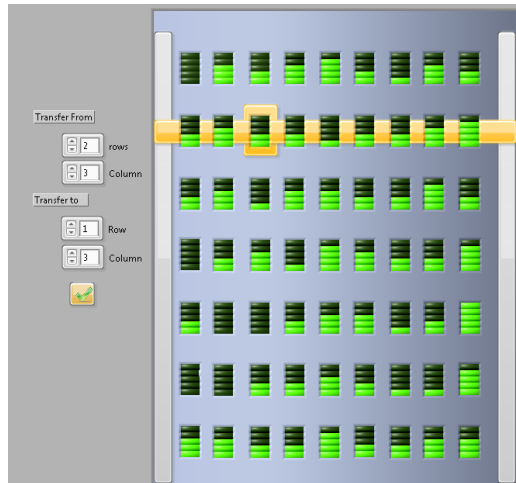 Transfer From
2 rows
3 Column
Transfer to
1 Row
3 Column